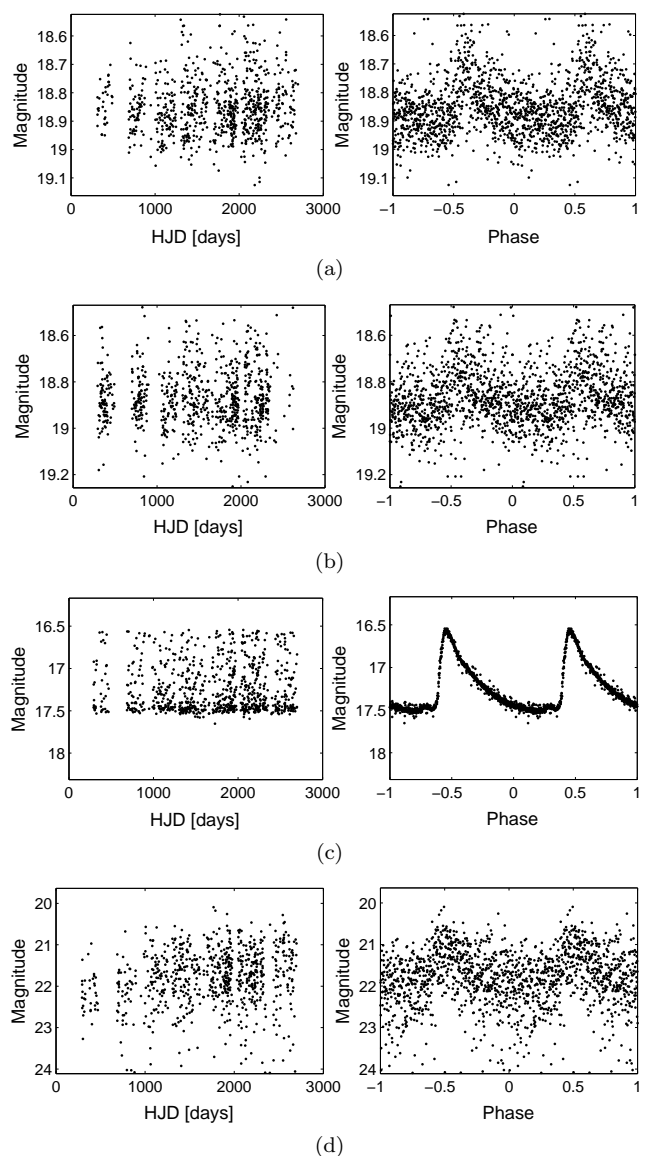 18.6
18.7
18.8
18.9
19
19.1
Magnitude
0 1000 2000 3000
HJD [days]
18.6
18.7
18.8
18.9
19
19.1
Magnitude
−1 −0.5 0 0.5 1
Phase
(a)
18.6
18.8
19
19.2
Magnitude
0 1000 2000 3000
HJD [days]
18.6
18.8
19
19.2
Magnitude
−1 −0.5 0 0.5 1
Phase
(b)
16.5
17
17.5
18
Magnitude
0 1000 2000 3000
HJD [days]
16.5
17
17.5
18
Magnitude
−1 −0.5 0 0.5 1
Phase
(c)
20
21
22
23
24
Magnitude
0 1000 2000 3000
HJD [days]
20
21
22
23
24
Magnitude
−1 −0.5 0 0.5 1
Phase
(d)